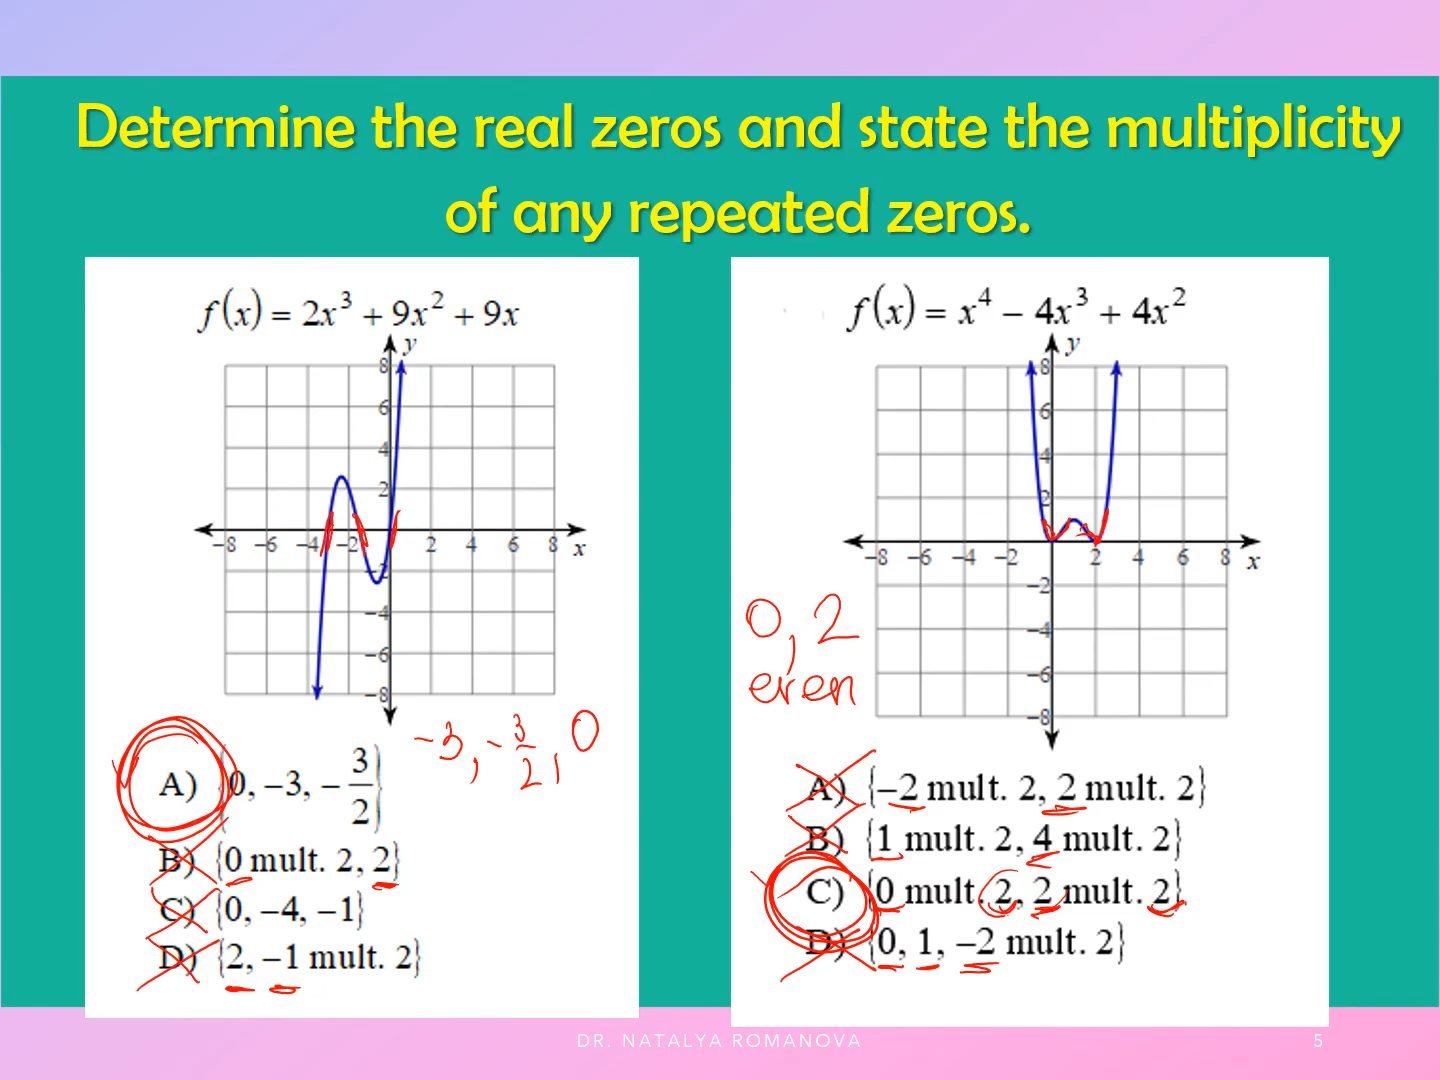 Determine the real zeros and state the multiplicity
of any repeated zeros.
f(x) = 2x³ + 9x² + 9x
y
8
6
4
2
−8 −6 −4 −2 2 4 6 8 x
−2
−4
−6
−8
−3, −3/2, 0
A) {0, −3, −3/2}
B) {0 mult. 2, 2}
C) {0, −4, −1}
D) {2, −1 mult. 2}
f(x) = x⁴ − 4x³ + 4x²
y
8
6
4
2
−8 −6 −4 −2 2 4 6 8 x
−2
−4
−6
−8
0, 2
even
A) {−2 mult. 2, 2 mult. 2}
B) {1 mult. 2, 4 mult. 2}
C) {0 mult. 2, 2 mult. 2}
D) {0, 1, −2 mult. 2}
DR. NATALYA ROMANOVA
5